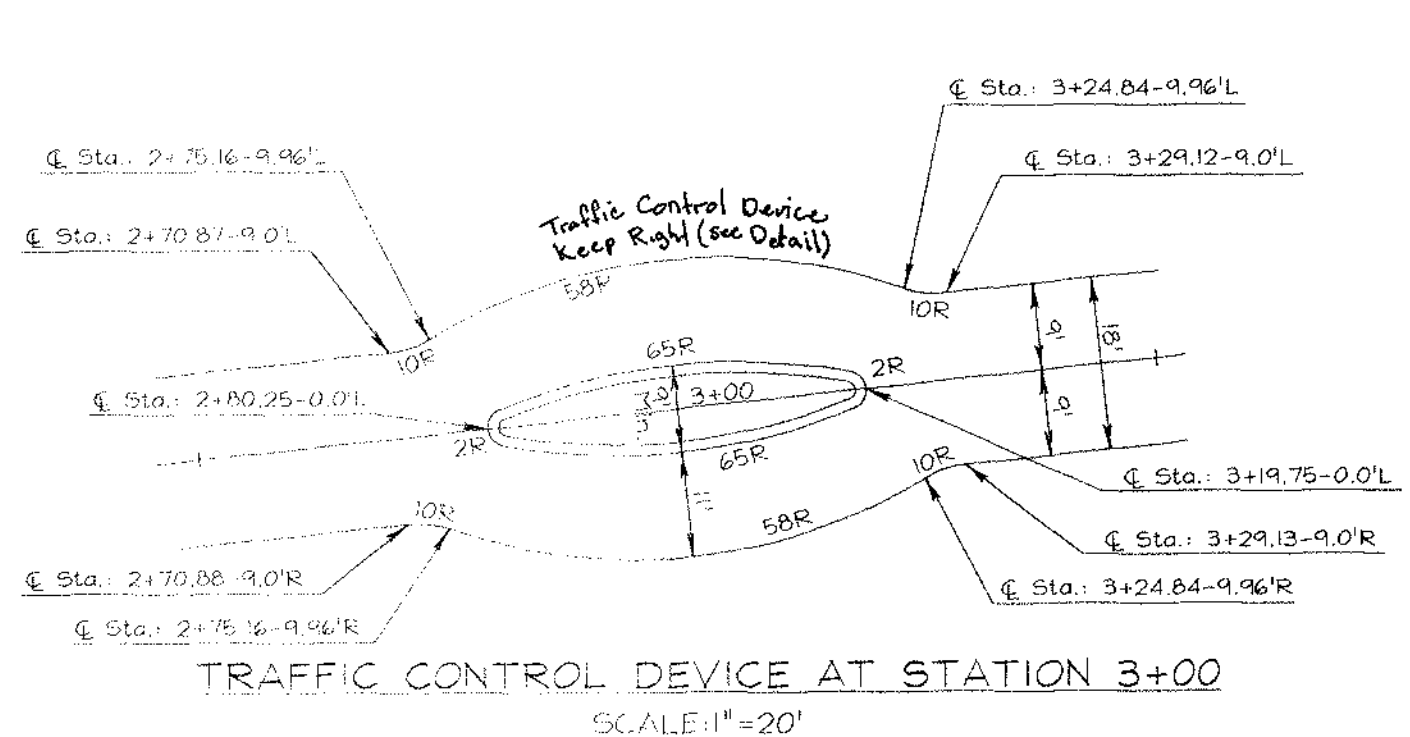 ℄ Sta.: 3+24.84-9.96'L
℄ Sta.: 2+75.16-9.96'L
℄ Sta.: 3+29.12-9.0'L
Traffic Control Device
Keep Right (see Detail)
℄ Sta.: 2+70.87-9.0'L
58R
10R
10R
9'
18'
65R
2R
℄ Sta.: 2+80.25-0.0'L
3+00
9'
2R
65R
10R
℄ Sta.: 3+19.75-0.0'L
11'
10R
58R
℄ Sta.: 3+29.13-9.0'R
℄ Sta.: 2+70.88-9.0'R
℄ Sta.: 3+24.84-9.96'R
℄ Sta.: 2+75.16-9.96'R
TRAFFIC CONTROL DEVICE AT STATION 3+00
SCALE:1"=20'